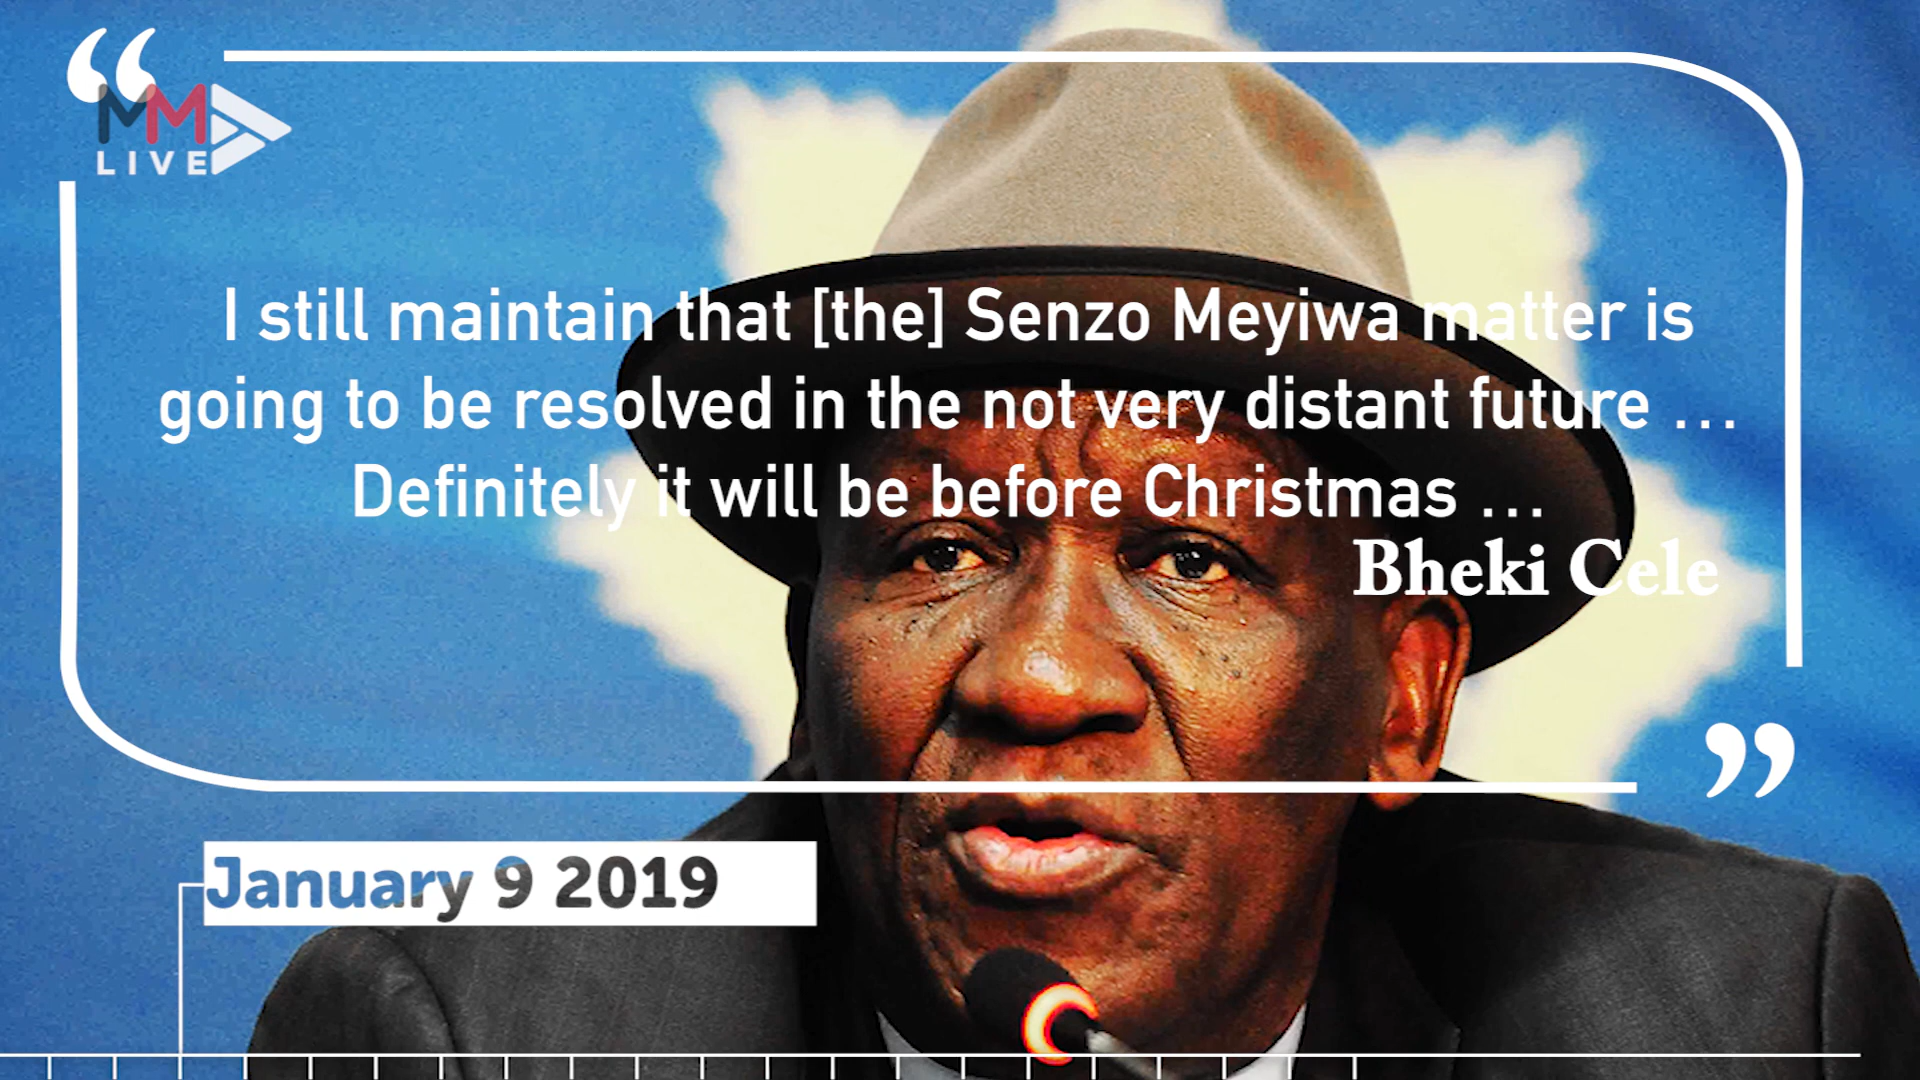 MM
LIVE
I still maintain that [the] Senzo Meyiwa matter is
going to be resolved in the not very distant future …
Definitely it will be before Christmas …
Bheki Cele
January 9 2019